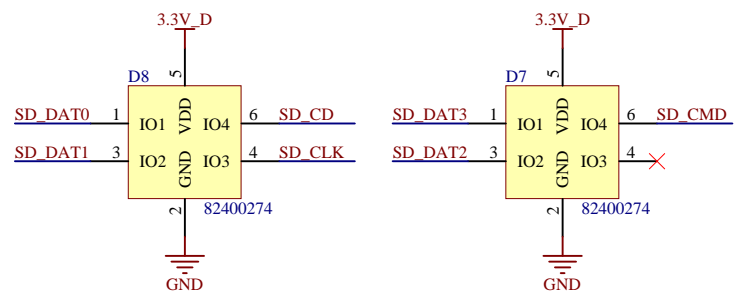 3.3V_D
3.3V_D
D8
5
D7
5
SD_DAT0 1 IO1 VDD IO4 6 SD_CD
SD_DAT3 1 IO1 VDD IO4 6 SD_CMD
SD_DAT1 3 IO2 GND IO3 4 SD_CLK
SD_DAT2 3 IO2 GND IO3 4
2
82400274
2
82400274
GND
GND